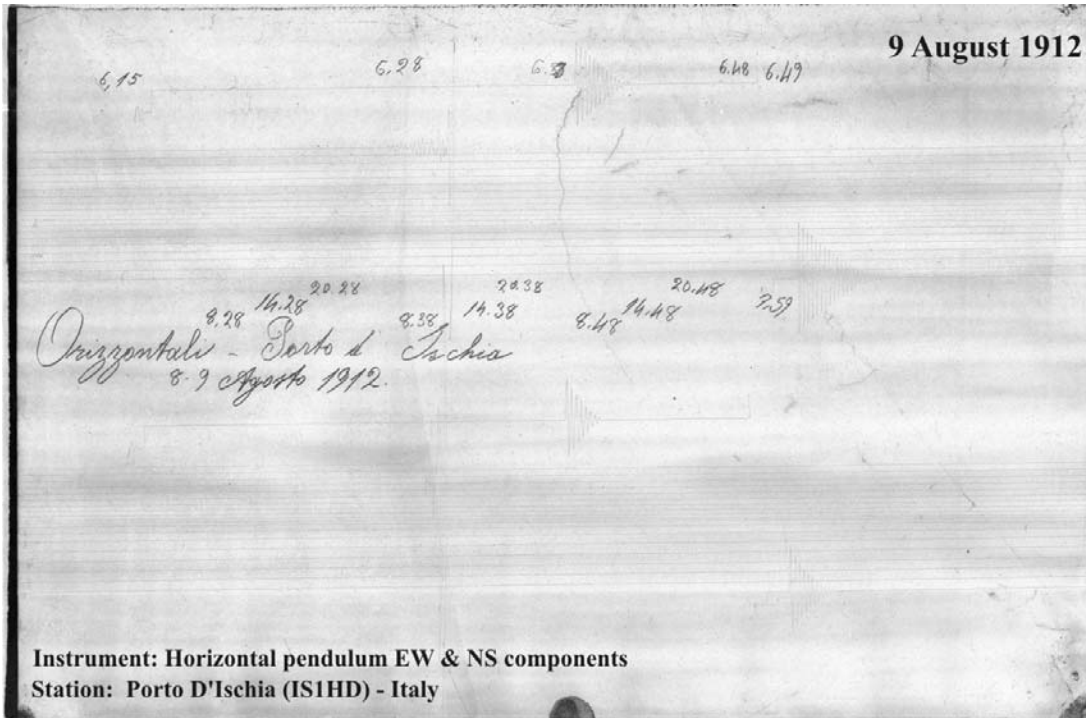 9 August 1912
6,15 6,28 6.48 6.49
20.28 20.38 20.48
14.28 14.38 14.48
8,28 8.38 8.48
Orizzontali - Porto d' Ischia
8-9 Agosto 1912.
Instrument: Horizontal pendulum EW & NS components
Station: Porto D'Ischia (IS1HD) - Italy